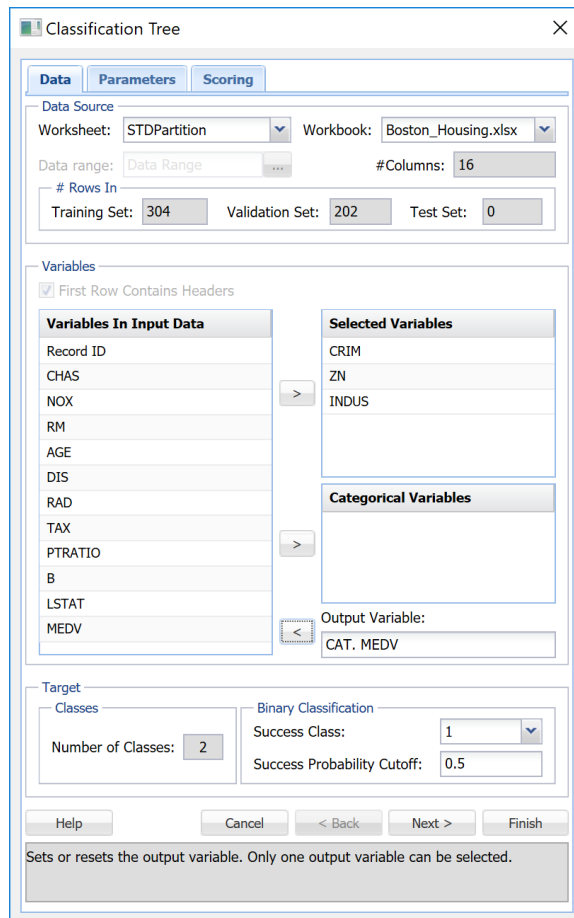 Classification Tree
Data Parameters Scoring
Data Source
Worksheet: STDPartition Workbook: Boston_Housing.xlsx
Data range: Data Range ... #Columns: 16
# Rows In
Training Set: 304 Validation Set: 202 Test Set: 0
Variables
First Row Contains Headers
Variables In Input Data
Record ID
CHAS
NOX
RM
AGE
DIS
RAD
TAX
PTRATIO
B
LSTAT
MEDV
>
Selected Variables
CRIM
ZN
INDUS
>
Categorical Variables
<
Output Variable:
CAT. MEDV
Target
Classes
Number of Classes: 2
Binary Classification
Success Class: 1
Success Probability Cutoff: 0.5
Help Cancel < Back Next > Finish
Sets or resets the output variable. Only one output variable can be selected.